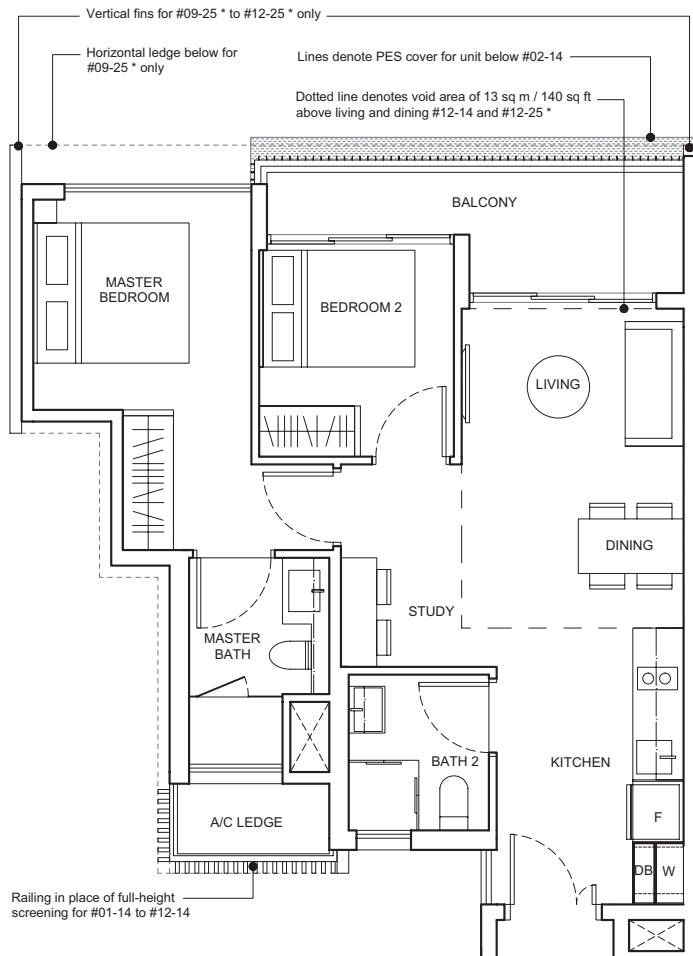 Vertical fins for #09-25 * to #12-25 * only
Horizontal ledge below for
#09-25 * only
Lines denote PES cover for unit below #02-14
Dotted line denotes void area of 13 sq m / 140 sq ft
above living and dining #12-14 and #12-25 *
BALCONY
MASTER
BEDROOM
BEDROOM 2
LIVING
DINING
STUDY
MASTER
BATH
BATH 2
KITCHEN
A/C LEDGE
F
DB
W
Railing in place of full-height
screening for #01-14 to #12-14